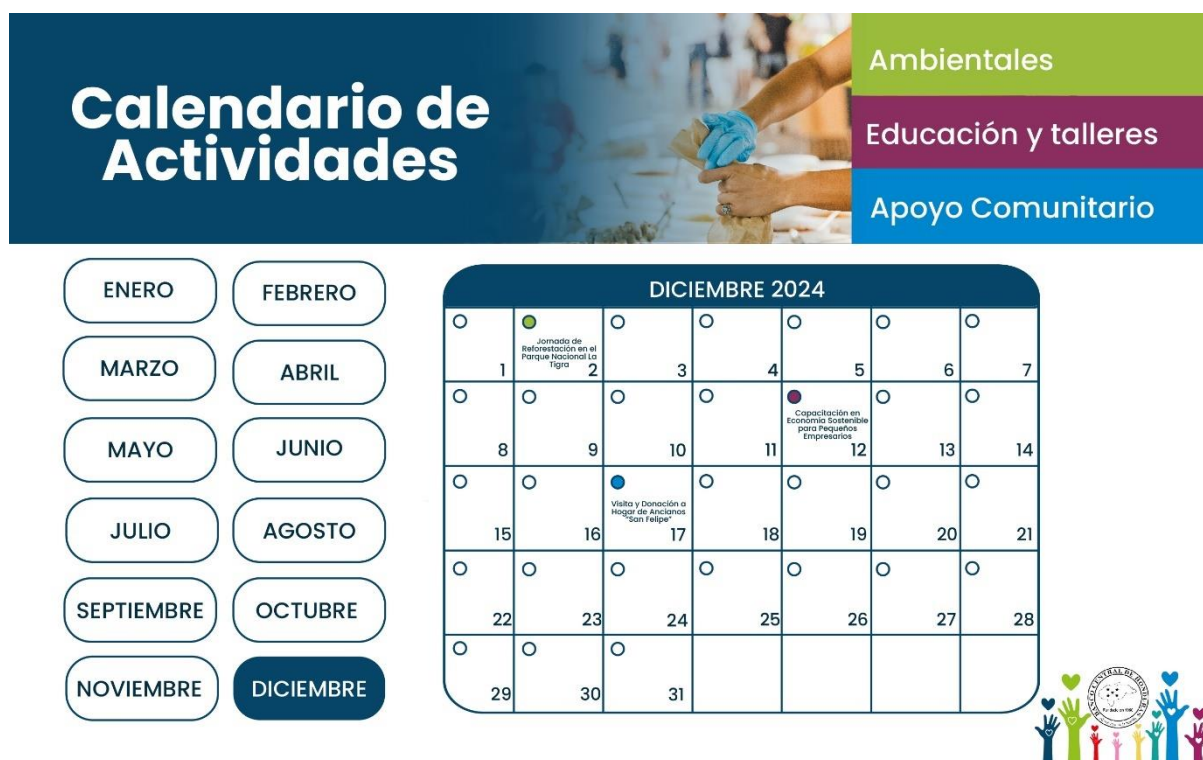 Calendario de
Actividades
Ambientales
Educación y talleres
Apoyo Comunitario
ENERO
FEBRERO
MARZO
ABRIL
MAYO
JUNIO
JULIO
AGOSTO
SEPTIEMBRE
OCTUBRE
NOVIEMBRE
DICIEMBRE
DICIEMBRE 2024
1
Jornada de
Reforestación en el
Parque Nacional La
Tigra
2
3
4
5
6
7
8
9
10
11
Capacitación en
Economía Sostenible
para Pequeños
Empresarios
12
13
14
15
16
Visita y Donación a
Hogar de Ancianos
"San Felipe"
17
18
19
20
21
22
23
24
25
26
27
28
29
30
31
BANCO CENTRAL DE HONDURAS